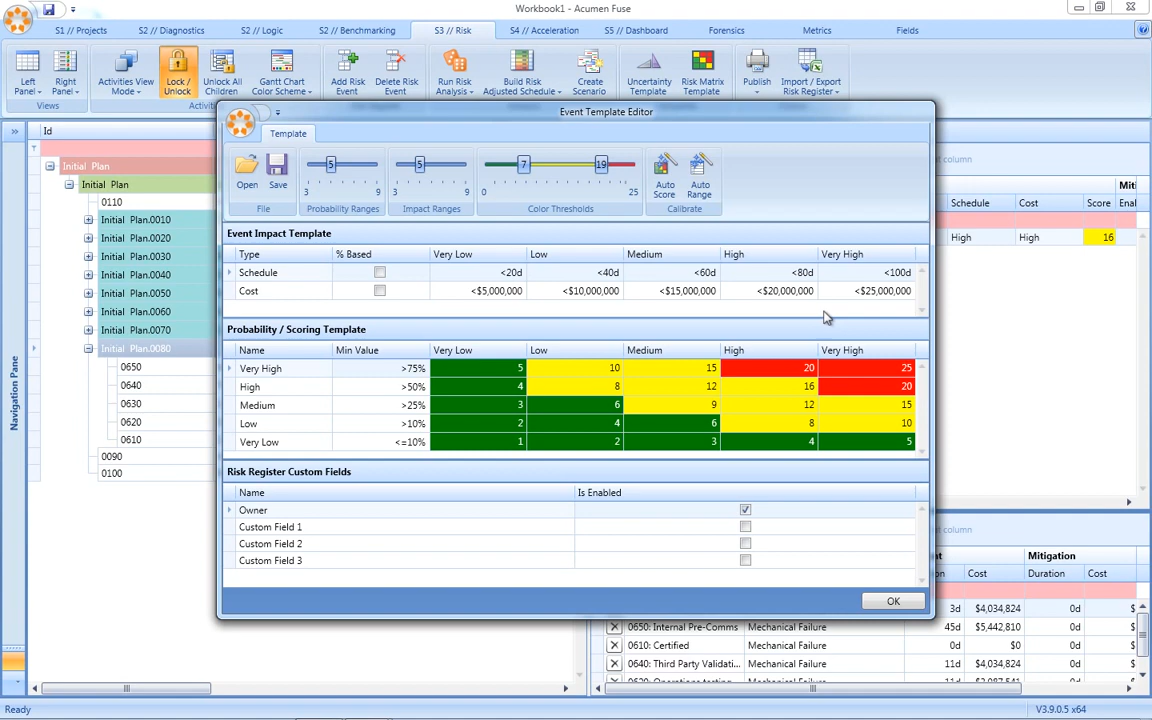 Workbook1 - Acumen Fuse
S1 // Projects S2 // Diagnostics S2 // Logic S2 // Benchmarking S3 // Risk S4 // Acceleration S5 // Dashboard Forensics Metrics Fields
Left Panel Right Panel Activities View Mode Lock / Unlock Unlock All Children Gantt Chart Color Scheme Add Risk Event Delete Risk Event Run Risk Analysis Build Risk Adjusted Schedule Create Scenario Uncertainty Template Risk Matrix Template Publish Import / Export Risk Register
Views
Event Template Editor
Template
Open Save
5 5 7 19
3 9 3 9 0 25
Auto Score Auto Range
File Probability Ranges Impact Ranges Color Thresholds Calibrate
Event Impact Template
Type % Based Very Low Low Medium High Very High
Schedule <20d <40d <60d <80d <100d
Cost <$5,000,000 <$10,000,000 <$15,000,000 <$20,000,000 <$25,000,000
Probability / Scoring Template
Name Min Value Very Low Low Medium High Very High
Very High >75% 5 10 15 20 25
High >50% 4 8 12 16 20
Medium >25% 3 6 9 12 15
Low >10% 2 4 6 8 10
Very Low <=10% 1 2 3 4 5
Risk Register Custom Fields
Name Is Enabled
Owner
Custom Field 1
Custom Field 2
Custom Field 3
OK
Navigation Pane
Id
Initial Plan
Initial Plan
0110
Initial Plan.0010
Initial Plan.0020
Initial Plan.0030
Initial Plan.0040
Initial Plan.0050
Initial Plan.0060
Initial Plan.0070
Initial Plan.0080
0650
0640
0630
0620
0610
0090
0100
column
Schedule Cost Score
High High 16
column
Mitigation
Cost Duration Cost
3d $4,034,824 0d $
0650: Internal Pre-Comms Mechanical Failure 45d $5,442,810 0d $
0610: Certified Mechanical Failure 0d $0 0d $
0640: Third Party Validati... Mechanical Failure 11d $4,034,824 0d $
Ready
V3.9.0.5 x64